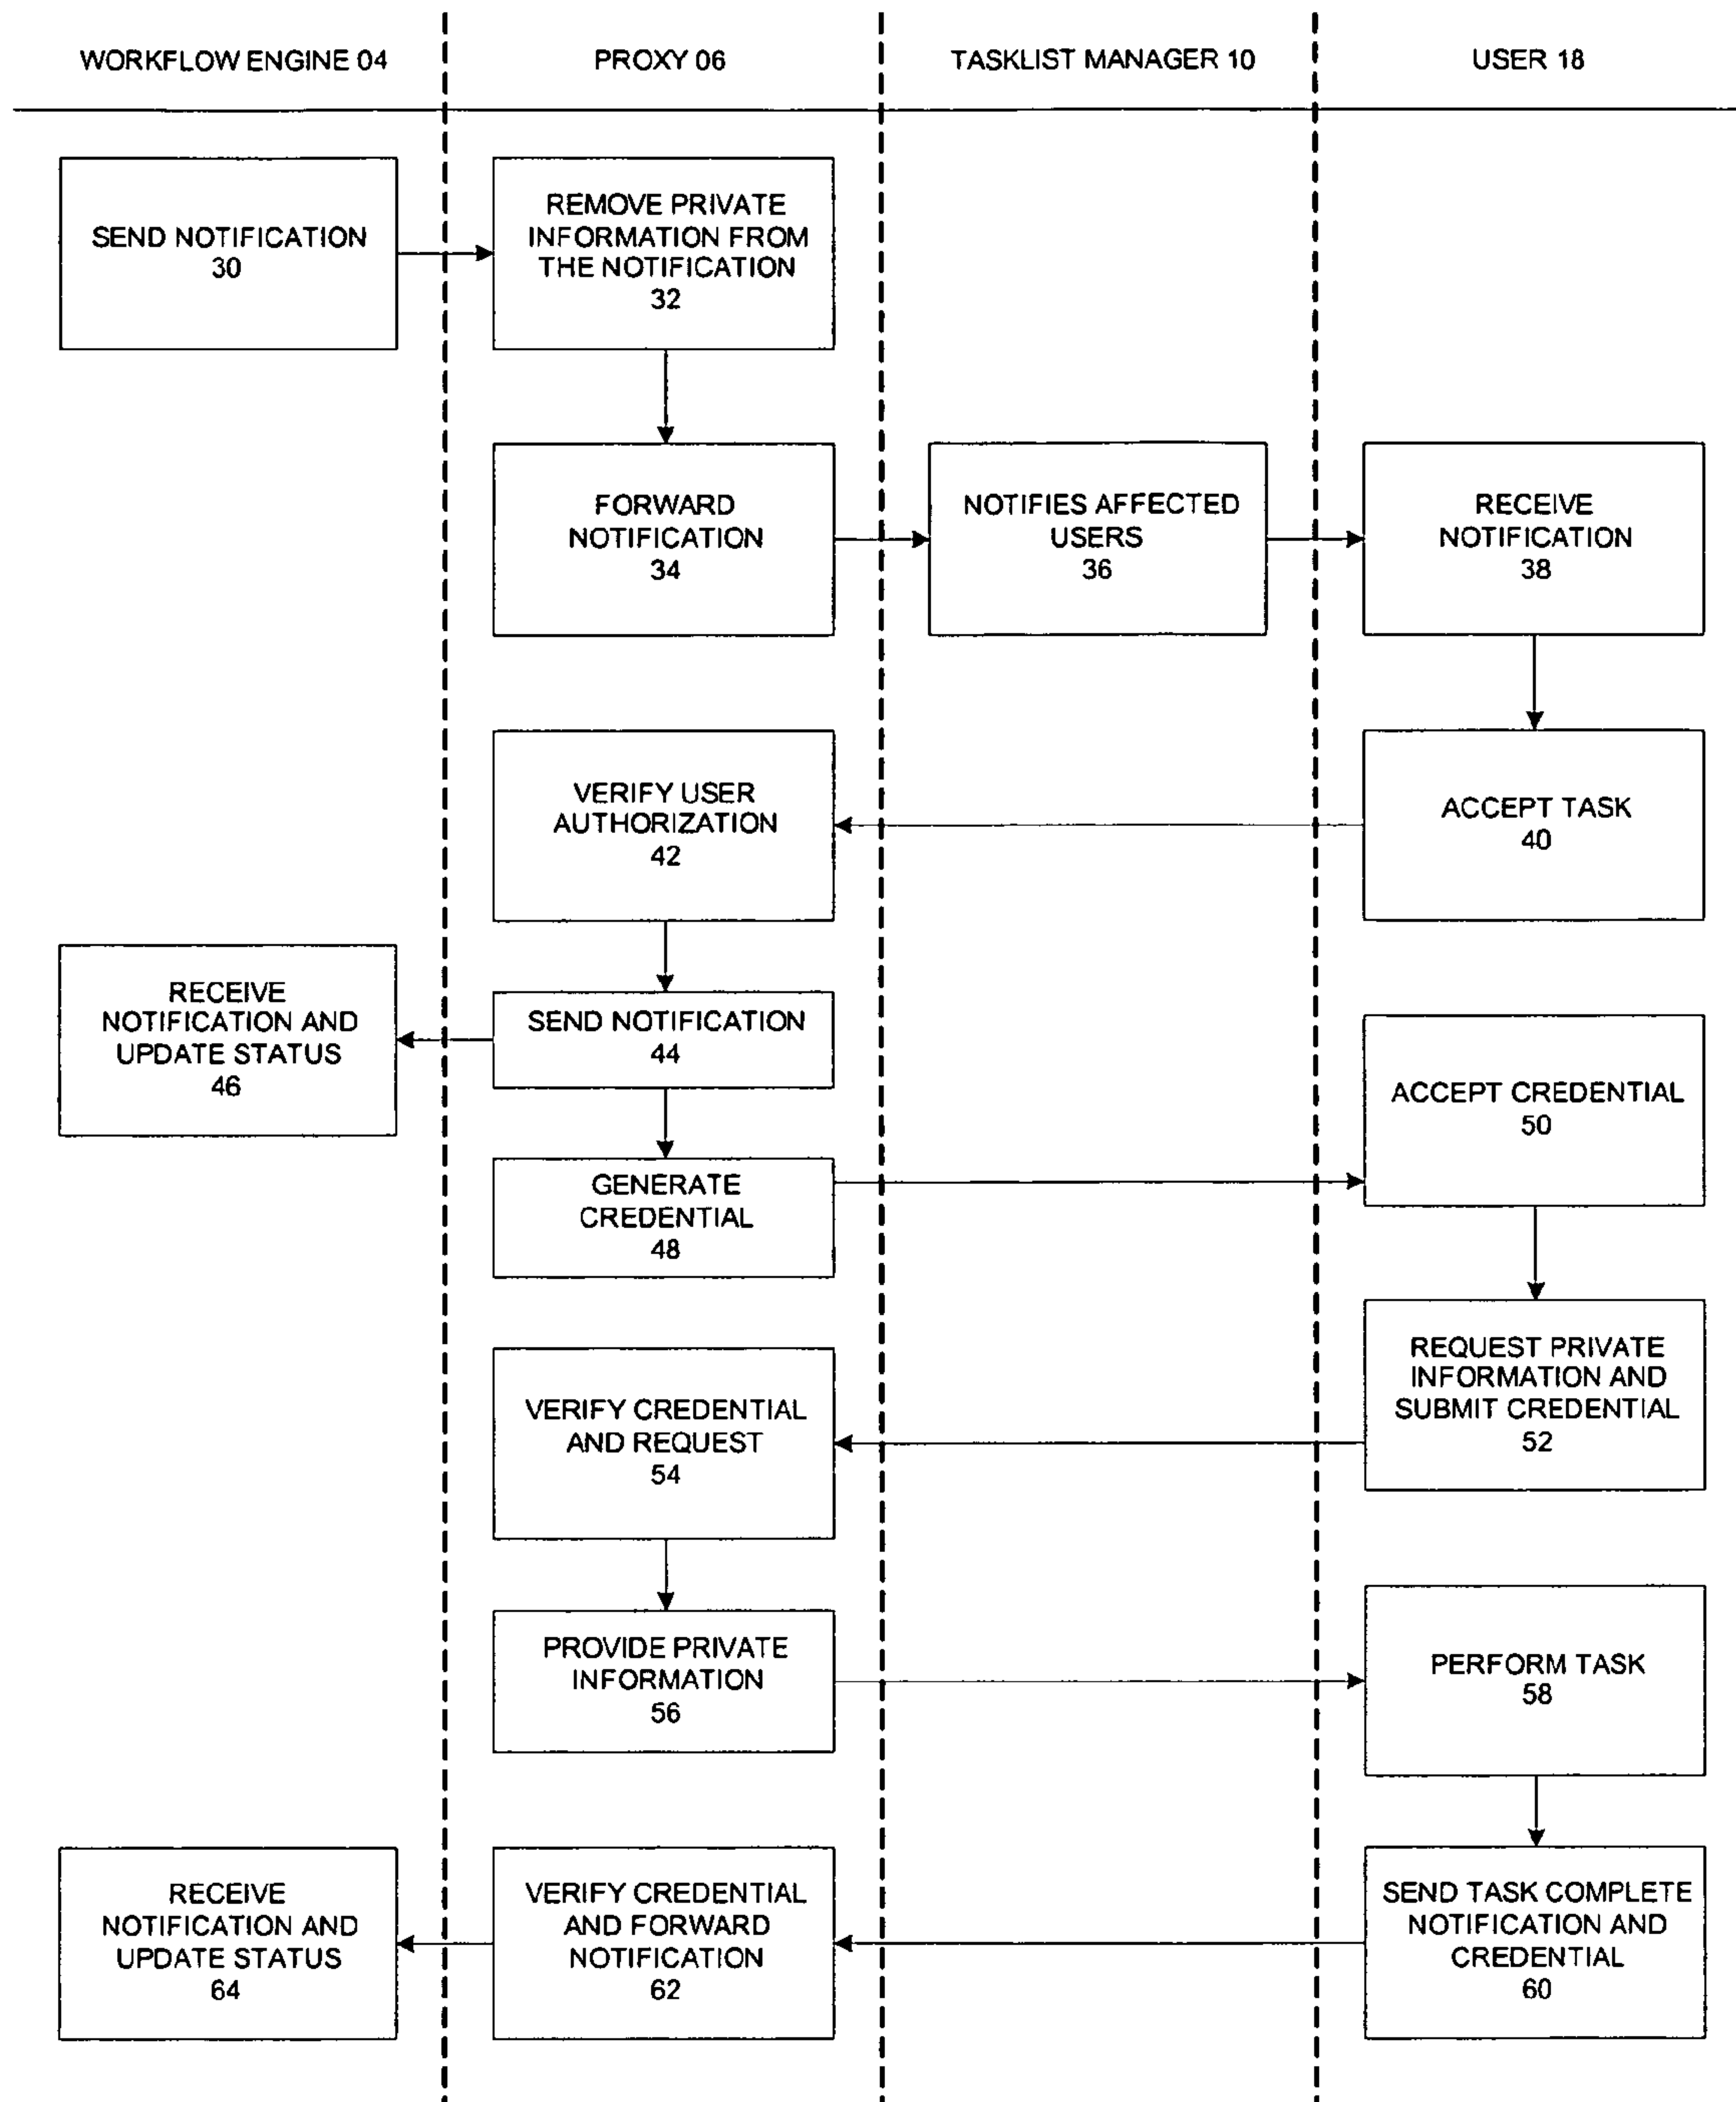 WORKFLOW ENGINE 04
PROXY 06
TASKLIST MANAGER 10
USER 18
SEND NOTIFICATION
30
REMOVE PRIVATE
INFORMATION FROM
THE NOTIFICATION
32
FORWARD
NOTIFICATION
34
NOTIFIES AFFECTED
USERS
36
RECEIVE
NOTIFICATION
38
ACCEPT TASK
40
VERIFY USER
AUTHORIZATION
42
SEND NOTIFICATION
44
RECEIVE
NOTIFICATION AND
UPDATE STATUS
46
GENERATE
CREDENTIAL
48
ACCEPT CREDENTIAL
50
REQUEST PRIVATE
INFORMATION AND
SUBMIT CREDENTIAL
52
VERIFY CREDENTIAL
AND REQUEST
54
PROVIDE PRIVATE
INFORMATION
56
PERFORM TASK
58
SEND TASK COMPLETE
NOTIFICATION AND
CREDENTIAL
60
VERIFY CREDENTIAL
AND FORWARD
NOTIFICATION
62
RECEIVE
NOTIFICATION AND
UPDATE STATUS
64